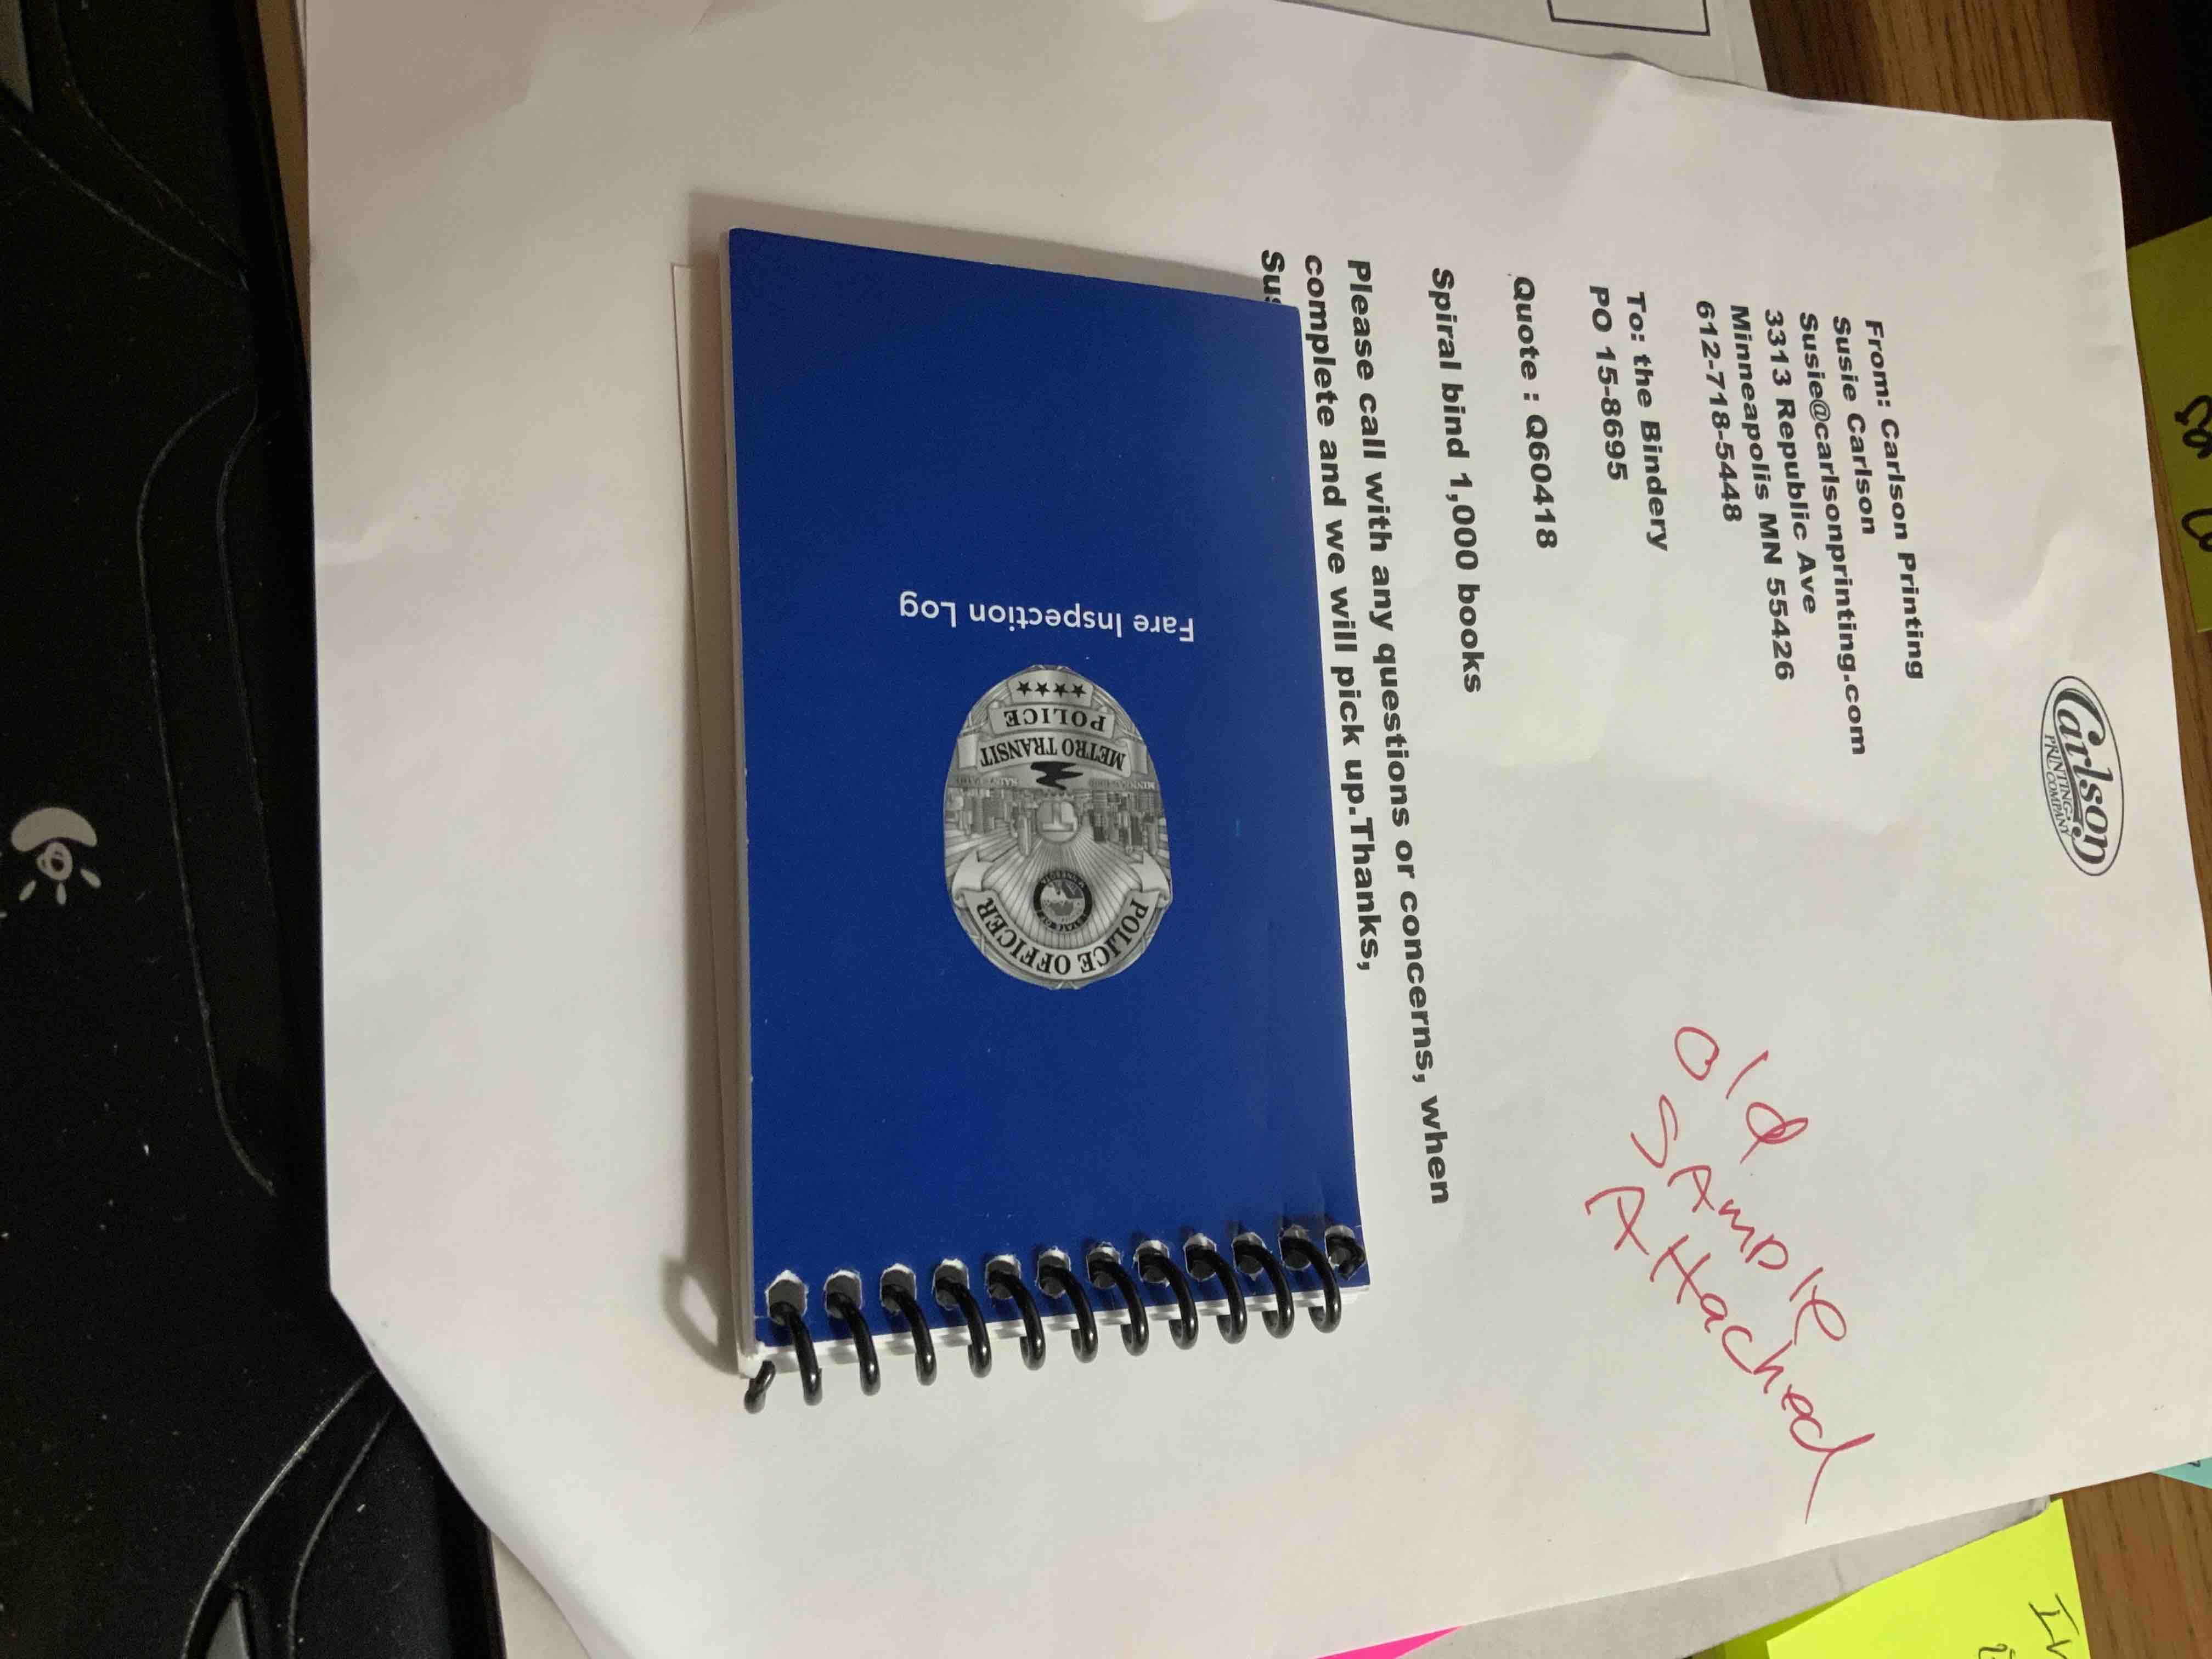 Carlson
PRINTING COMPANY
From: Carlson Printing
Susie Carlson
Susie@carlsonprinting.com
3313 Republic Ave
Minneapolis MN 55426
612-718-5448
To: the Bindery
PO 15-8695
Quote : Q60418
Spiral bind 1,000 books
Please call with any questions or concerns, when
complete and we will pick up.Thanks,
Sus
Old
SAmple
AttacheD
POLICE OFFICER
METRO TRANSIT
POLICE
Fare Inspection Log